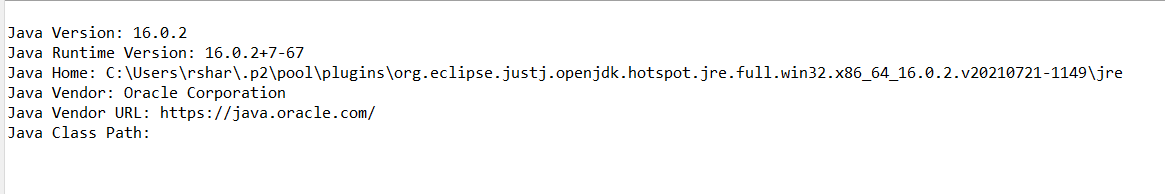 Java Version: 16.0.2
Java Runtime Version: 16.0.2+7-67
Java Home: C:\Users\rshar\.p2\pool\plugins\org.eclipse.justj.openjdk.hotspot.jre.full.win32.x86_64_16.0.2.v20210721-1149\jre
Java Vendor: Oracle Corporation
Java Vendor URL: https://java.oracle.com/
Java Class Path: